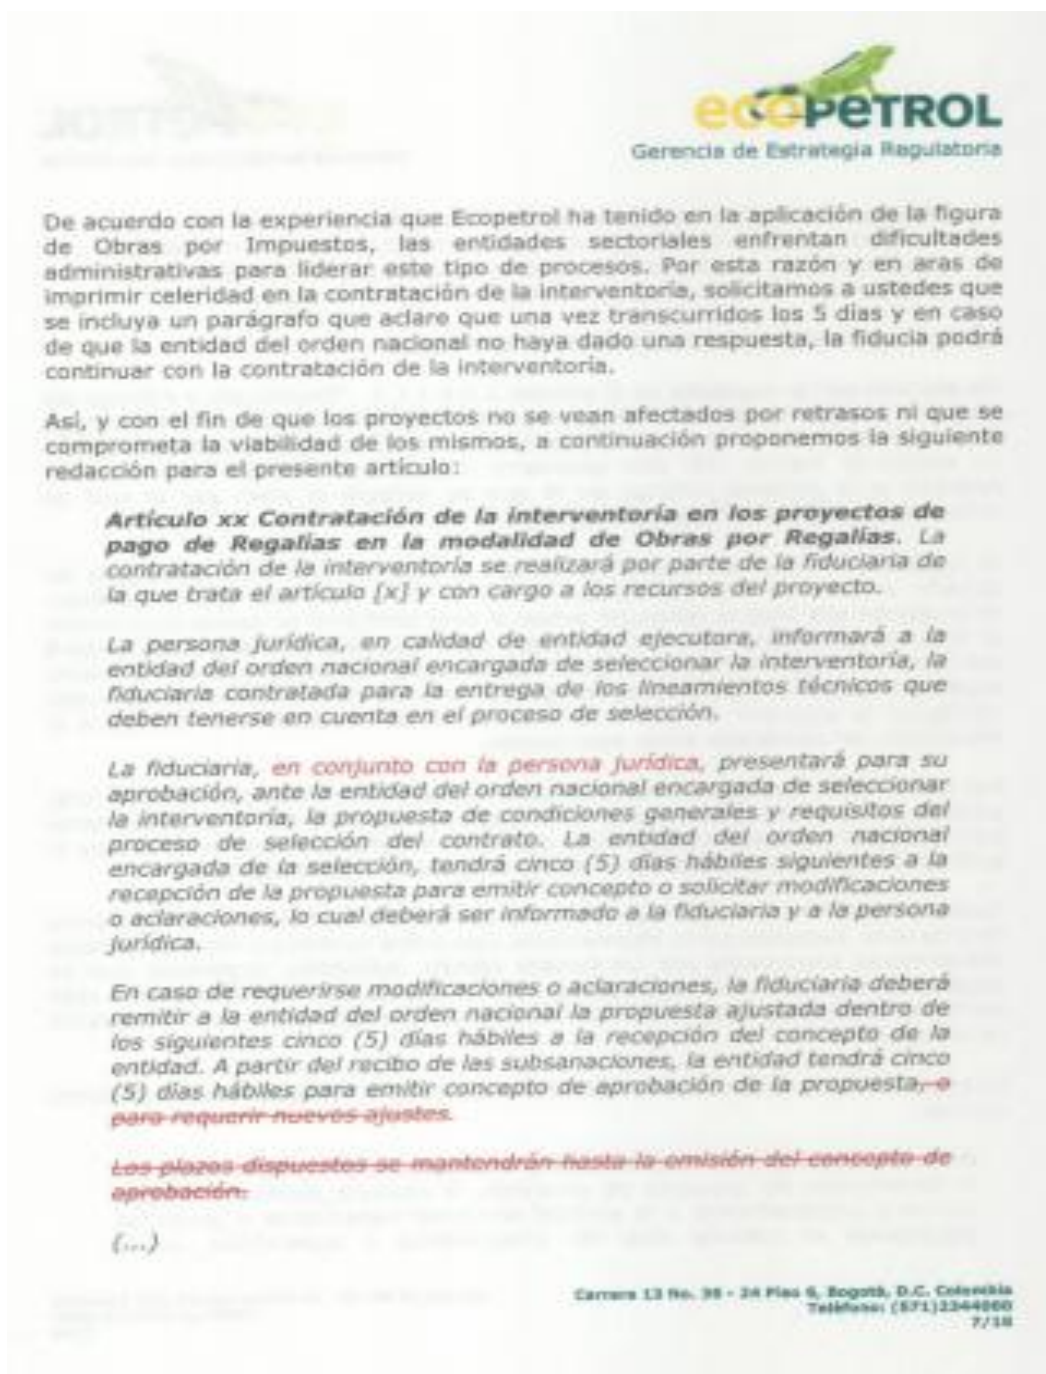 ecoPETROL
Gerencia de Estrategia Regulatoria
De acuerdo con la experiencia que Ecopetrol ha tenido en la aplicación de la figura
de Obras por Impuestos, las entidades sectoriales enfrentan dificultades
administrativas para liderar este tipo de procesos. Por esta razón y en aras de
imprimir celeridad en la contratación de la interventoría, solicitamos a ustedes que
se incluya un parágrafo que aclare que una vez transcurridos los 5 días y en caso
de que la entidad del orden nacional no haya dado una respuesta, la fiducia podrá
continuar con la contratación de la interventoría.
Así, y con el fin de que los proyectos no se vean afectados por retrasos ni que se
comprometa la viabilidad de los mismos, a continuación proponemos la siguiente
redacción para el presente artículo:
Artículo xx Contratación de la interventoría en los proyectos de
pago de Regalías en la modalidad de Obras por Regalías. La
contratación de la interventoría se realizará por parte de la fiduciaria de
la que trata el artículo [x] y con cargo a los recursos del proyecto.
La persona jurídica, en calidad de entidad ejecutora, informará a la
entidad del orden nacional encargada de seleccionar la interventoría, la
fiduciaria contratada para la entrega de los lineamientos técnicos que
deben tenerse en cuenta en el proceso de selección.
La fiduciaria, en conjunto con la persona jurídica, presentará para su
aprobación, ante la entidad del orden nacional encargada de seleccionar
la interventoría, la propuesta de condiciones generales y requisitos del
proceso de selección del contrato. La entidad del orden nacional
encargada de la selección, tendrá cinco (5) días hábiles siguientes a la
recepción de la propuesta para emitir concepto o solicitar modificaciones
o aclaraciones, lo cual deberá ser informado a la fiduciaria y a la persona
jurídica.
En caso de requerirse modificaciones o aclaraciones, la fiduciaria deberá
remitir a la entidad del orden nacional la propuesta ajustada dentro de
los siguientes cinco (5) días hábiles a la recepción del concepto de la
entidad. A partir del recibo de las subsanaciones, la entidad tendrá cinco
(5) días hábiles para emitir concepto de aprobación de la propuesta, o
para requerir nuevos ajustes.
Los plazos dispuestos se mantendrán hasta la omisión del concepto de
aprobación.
(...)
Carrera 13 No. 36 - 24 Piso 6, Bogotá, D.C. Colombia
Teléfono: (571)2344000
7/18